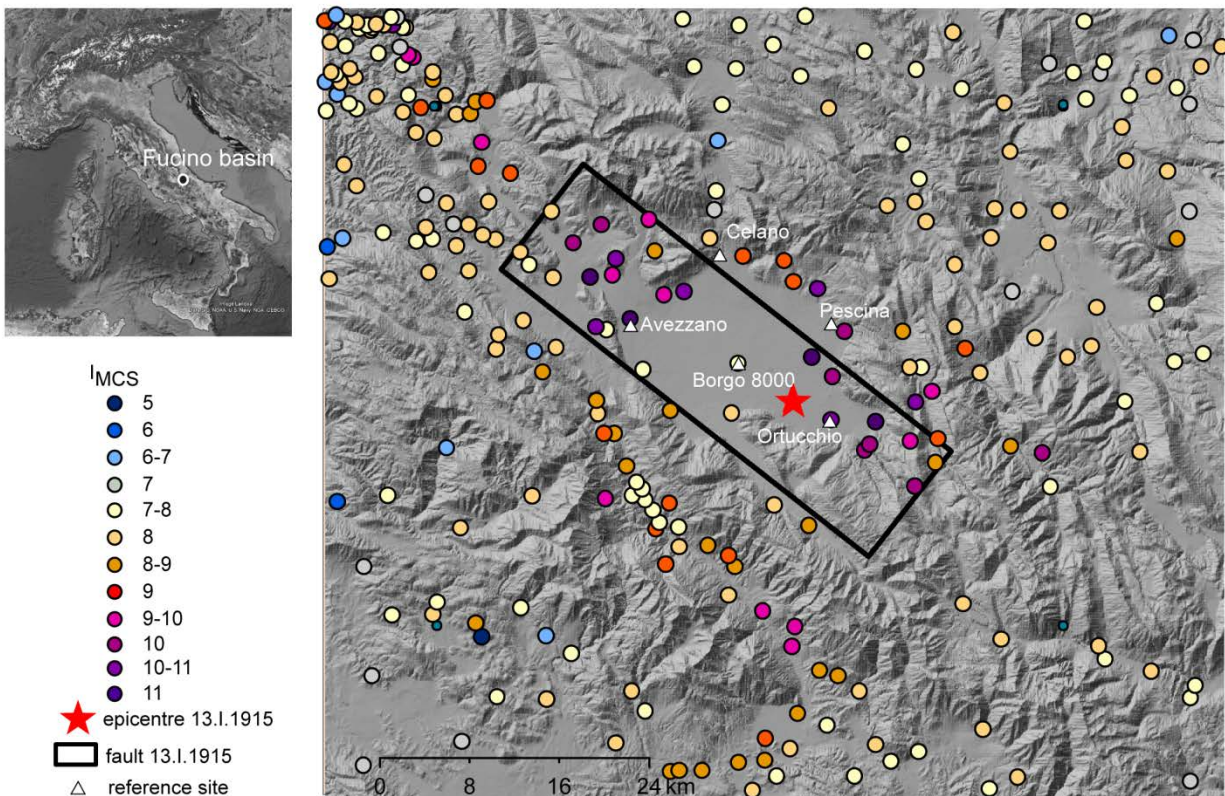 Fucino basin
Image Landsat
Celano
Pescina
Avezzano
Borgo 8000
Ortucchio
IMCS
5
6
6-7
7
7-8
8
8-9
9
9-10
10
10-11
11
epicentre 13.I.1915
fault 13.I.1915
reference site
0 8 16 24 km